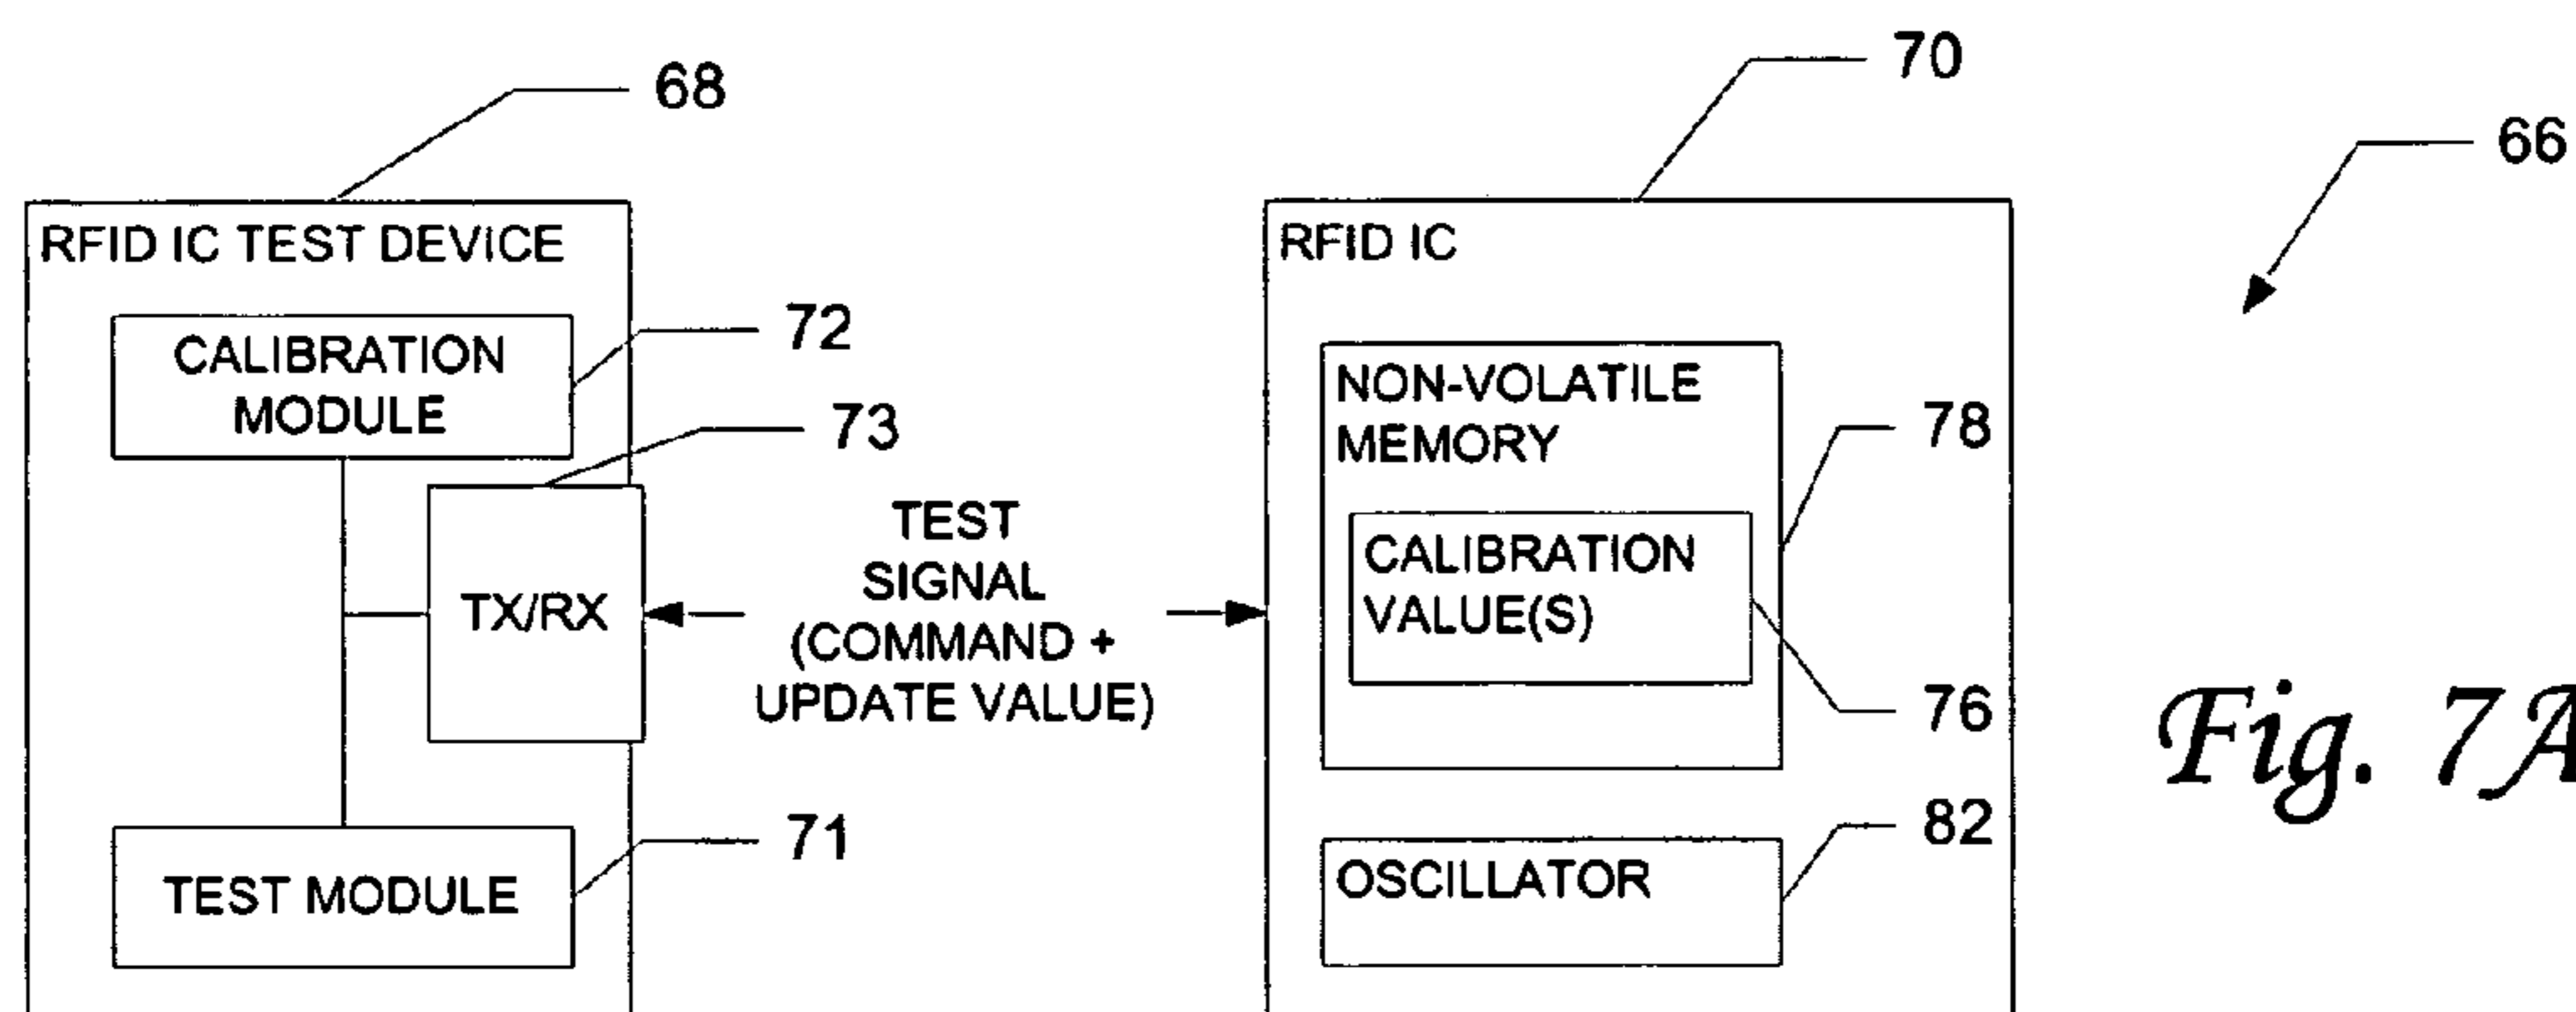 68
70
66
RFID IC TEST DEVICE
CALIBRATION
MODULE
72
73
TX/RX
TEST MODULE
71
TEST
SIGNAL
(COMMAND +
UPDATE VALUE)
RFID IC
NON-VOLATILE
MEMORY
78
CALIBRATION
VALUE(S)
76
OSCILLATOR
82
Fig. 7A